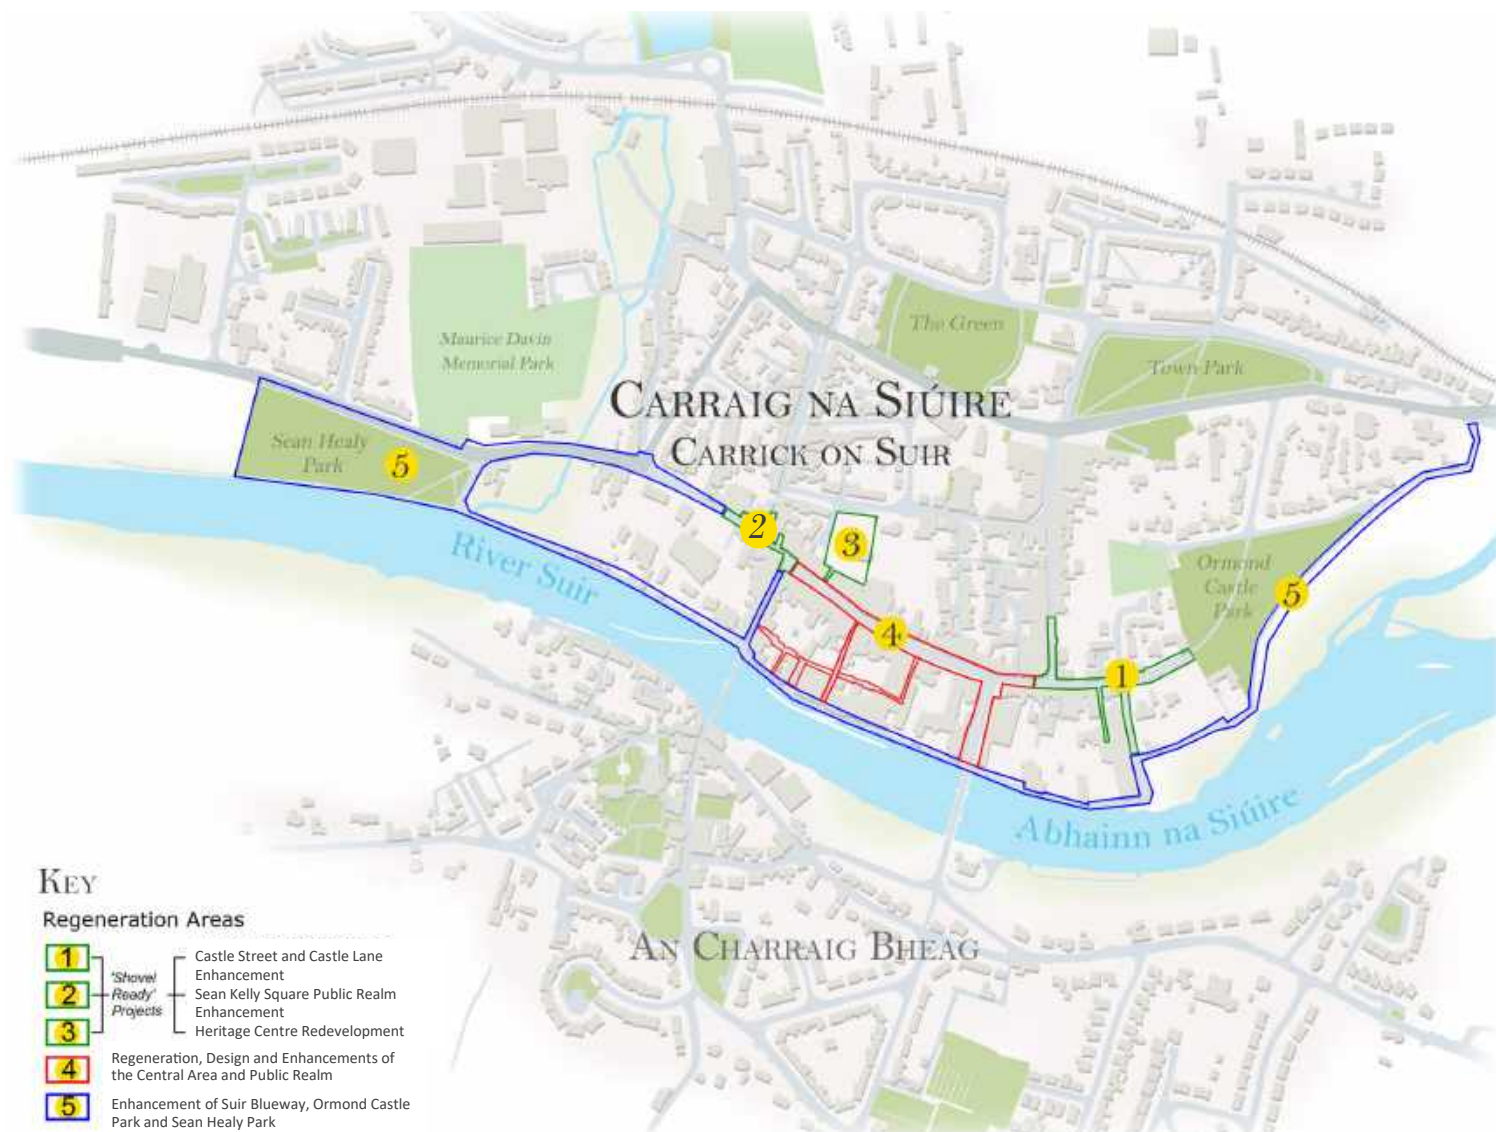 Maurice Davin
Memorial Park
The Green
Town Park
CARRAIG NA SIÚIRE
CARRICK ON SUIR
Sean Healy
Park
5
2
3
River Suir
Ormond
Castle
Park
5
4
1
Abhainn na Siúire
AN CHARRAIG BHEAG
KEY
Regeneration Areas
1
2
3
'Shovel
Ready'
Projects
Castle Street and Castle Lane
Enhancement
Sean Kelly Square Public Realm
Enhancement
Heritage Centre Redevelopment
4
Regeneration, Design and Enhancements of
the Central Area and Public Realm
5
Enhancement of Suir Blueway, Ormond Castle
Park and Sean Healy Park